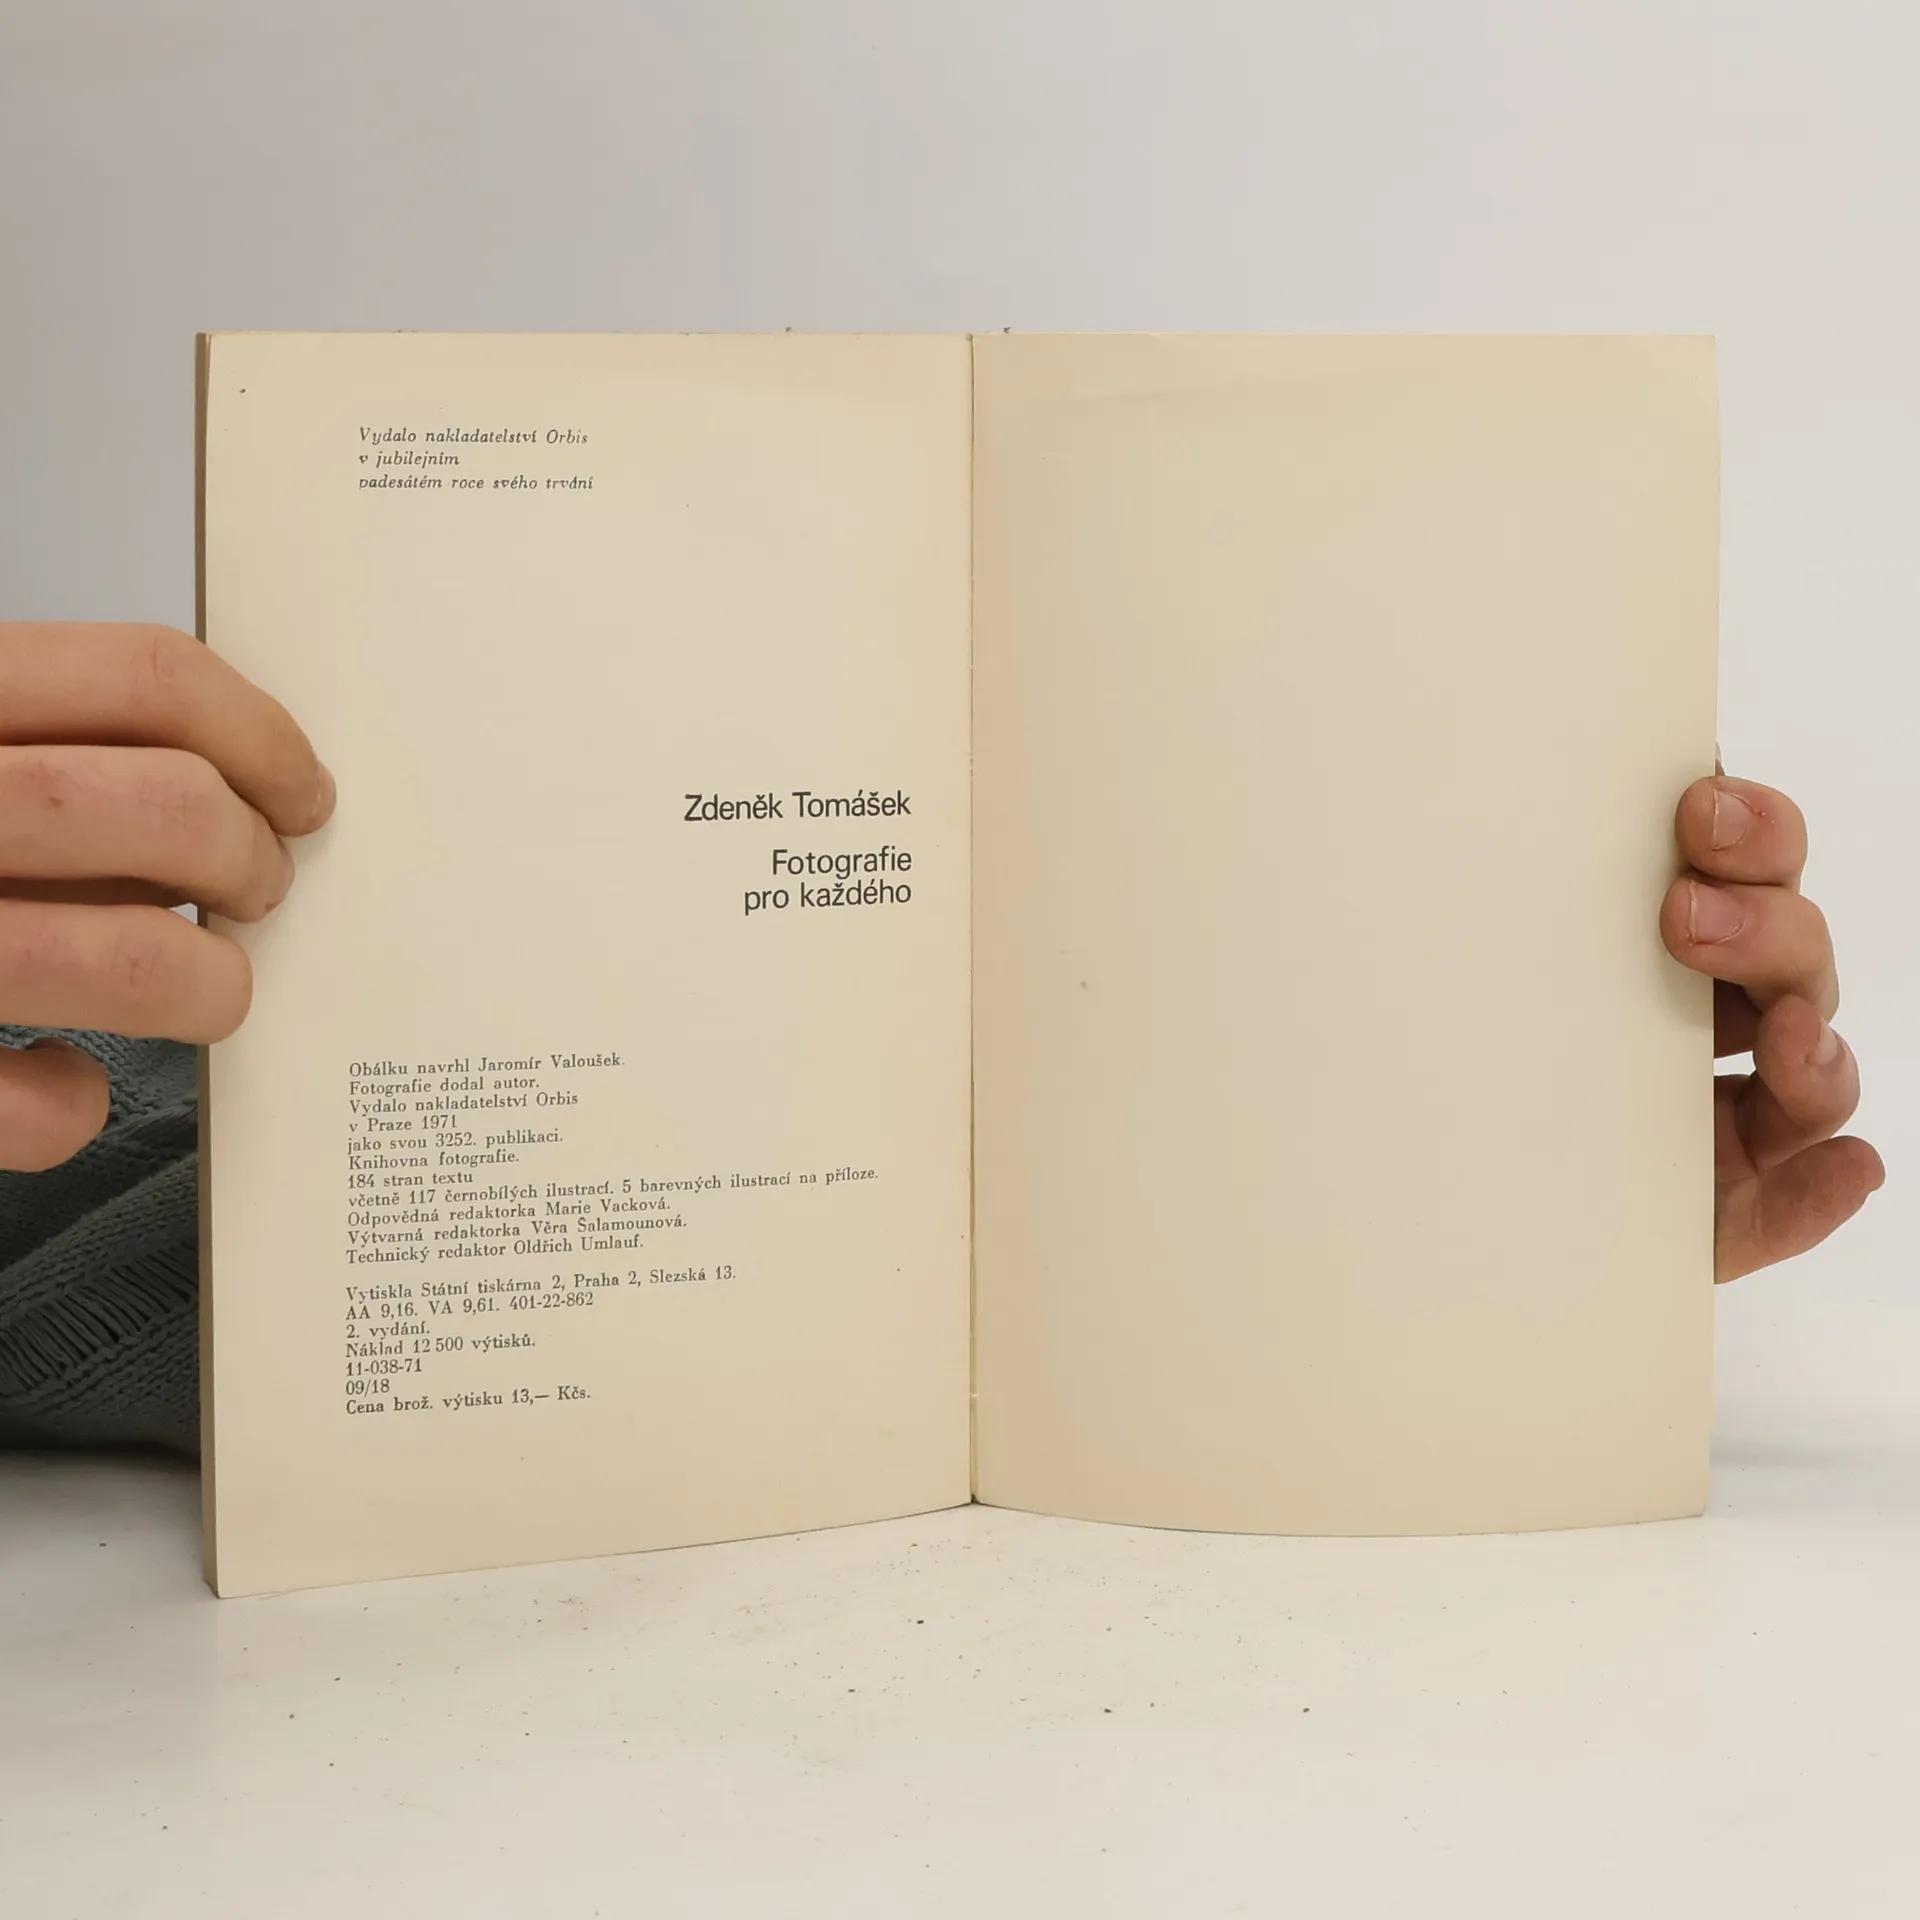 Vydalo nakladatelství Orbis
v jubilejním
padesátém roce svého trvání
Zdeněk Tomášek
Fotografie
pro každého
Obálku navrhl Jaromír Valoušek.
Fotografie dodal autor.
Vydalo nakladatelství Orbis
v Praze 1971
jako svou 3252. publikaci.
Knihovna fotografie.
184 stran textu
včetně 117 černobílých ilustrací. 5 barevných ilustrací na příloze.
Odpovědná redaktorka Marie Vacková.
Výtvarná redaktorka Věra Šalamounová.
Technický redaktor Oldřich Umlauf.
Vytiskla Státní tiskárna 2, Praha 2, Slezská 13.
AA 9,16. VA 9,61. 401-22-862
2. vydání.
Náklad 12 500 výtisků.
11-038-71
09/18
Cena brož. výtisku 13,— Kčs.